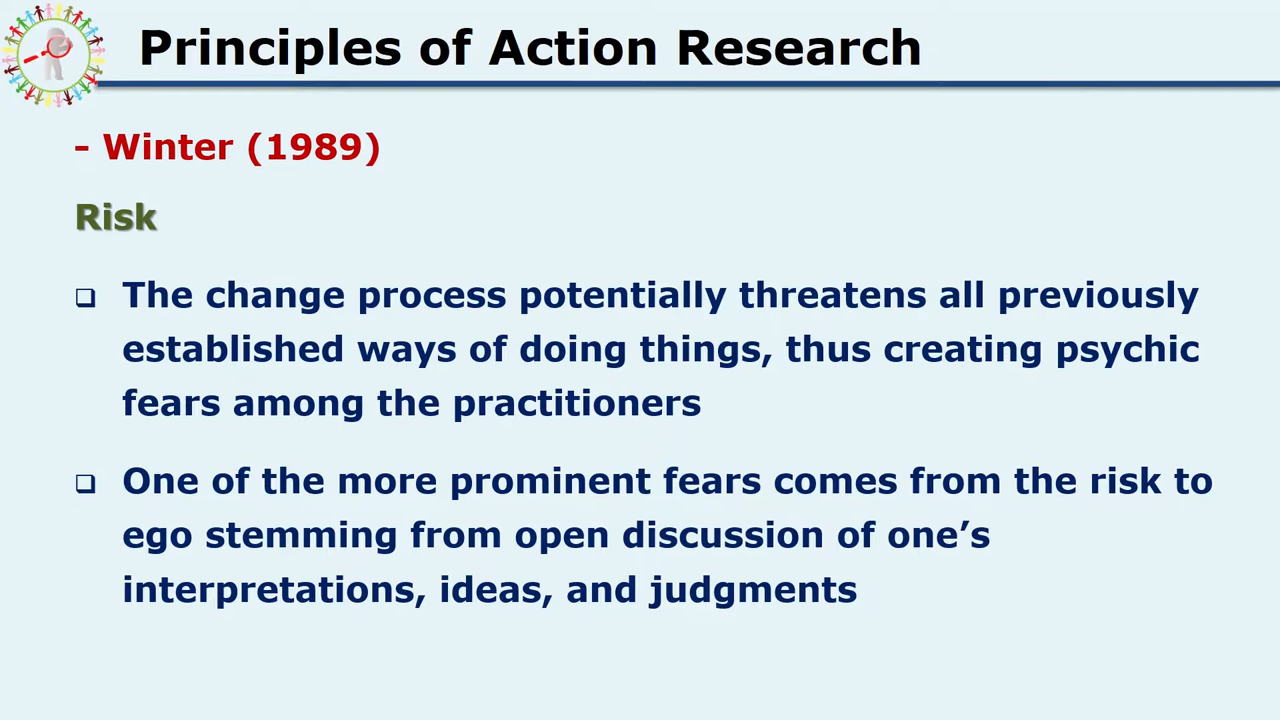 Principles of Action Research
- Winter (1989)
Risk
The change process potentially threatens all previously
established ways of doing things, thus creating psychic
fears among the practitioners
One of the more prominent fears comes from the risk to
ego stemming from open discussion of one’s
interpretations, ideas, and judgments